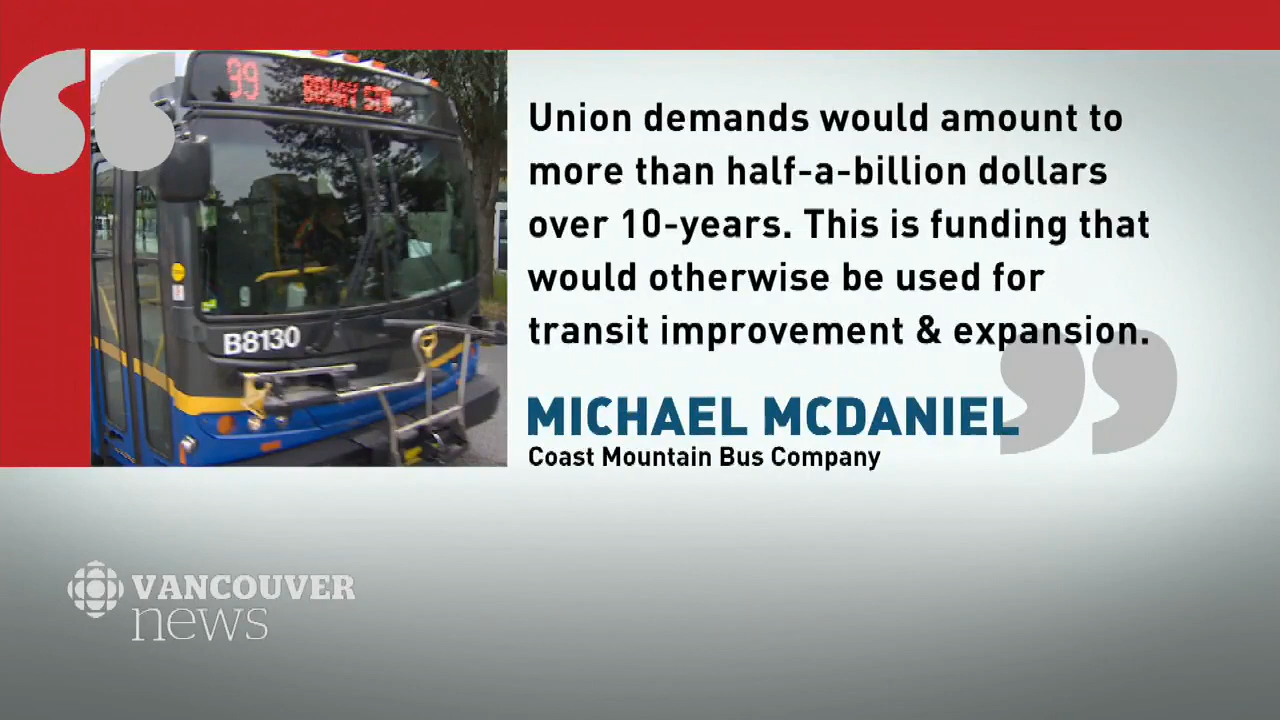 99
Union demands would amount to
more than half-a-billion dollars
over 10-years. This is funding that
would otherwise be used for
transit improvement & expansion.
B8130
MICHAEL MCDANIEL
Coast Mountain Bus Company
VANCOUVER
news